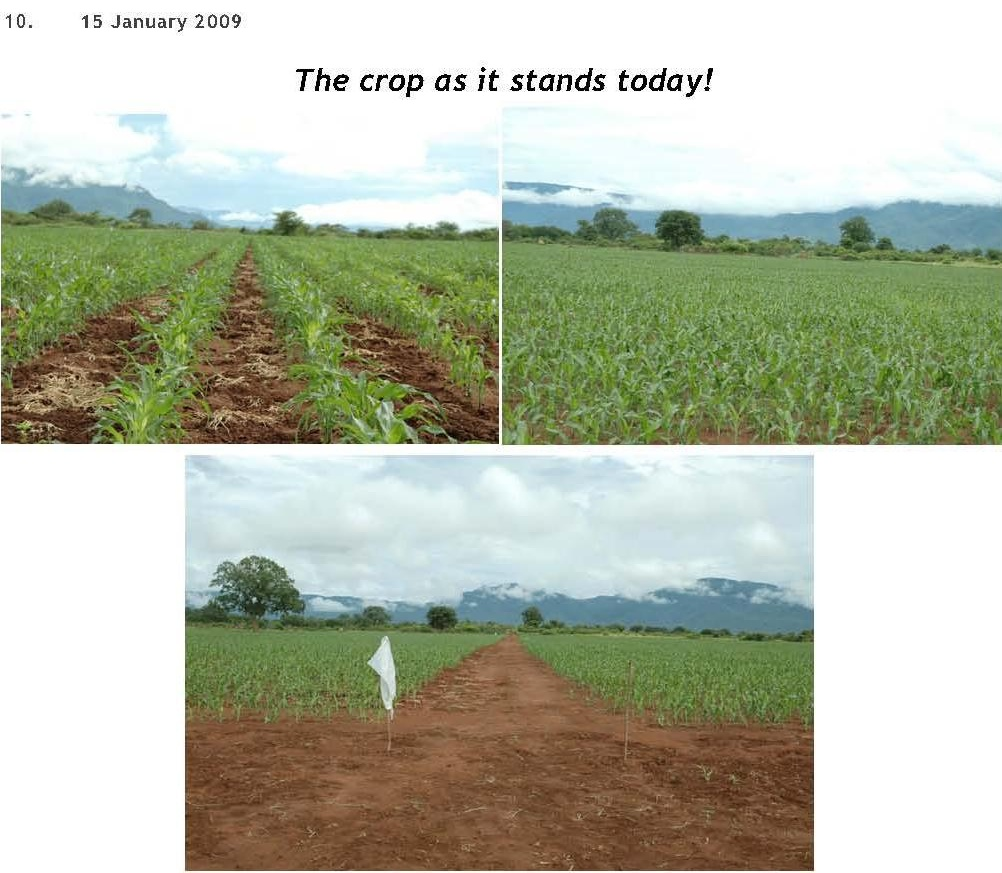 10. 15 January 2009
The crop as it stands today!